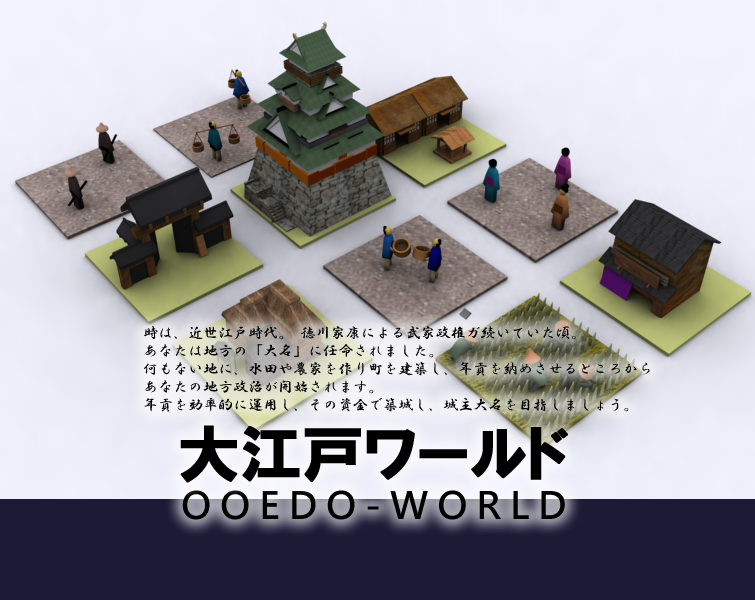 時は、近世江戸時代。 徳川家康による武家政権が続いていた頃。
あなたは地方の「大名」に任命されました。
何もない地に、水田や農家を作り町を建築し、年貢を納めさせるところから
あなたの地方政治が開始されます。
年貢を効率的に運用し、その資金で築城し、城主大名を目指しましょう。
大江戸ワールド
OOEDO-WORLD